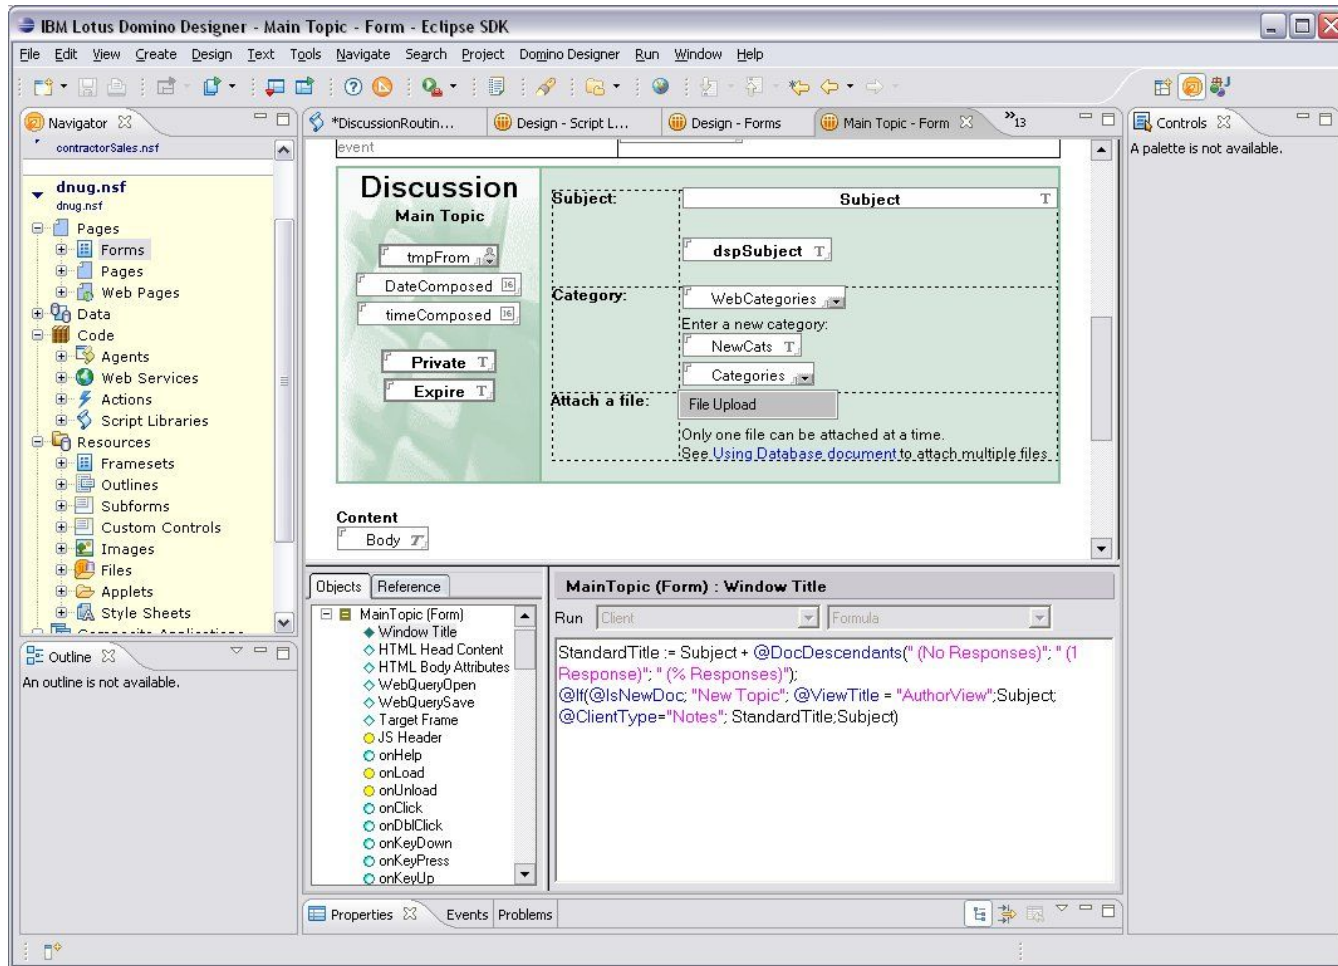 IBM Lotus Domino Designer - Main Topic - Form - Eclipse SDK
File Edit View Create Design Text Tools Navigate Search Project Domino Designer Run Window Help
Navigator
contractorSales.nsf
dnug.nsf
dnug.nsf
Pages
Forms
Pages
Web Pages
Data
Code
Agents
Web Services
Actions
Script Libraries
Resources
Framesets
Outlines
Subforms
Custom Controls
Images
Files
Applets
Style Sheets
Composite Applications
Outline
An outline is not available.
*DiscussionRoutin... Design - Script L... Design - Forms Main Topic - Form »13
event
Discussion
Main Topic
tmpFrom
DateComposed 16
timeComposed 16
Private T
Expire T
Subject: Subject T
dspSubject T
Category: WebCategories
Enter a new category:
NewCats T
Categories
Attach a file: File Upload
Only one file can be attached at a time.
See Using Database document to attach multiple files.
Content
Body T
Objects Reference
MainTopic (Form)
Window Title
HTML Head Content
HTML Body Attributes
WebQueryOpen
WebQuerySave
Target Frame
JS Header
onHelp
onLoad
onUnload
onClick
onDblClick
onKeyDown
onKeyPress
onKeyUp
MainTopic (Form) : Window Title
Run Client Formula
StandardTitle := Subject + @DocDescendants(" (No Responses)"; " (1
Response)"; " (% Responses)");
@If(@IsNewDoc; "New Topic"; @ViewTitle = "AuthorView";Subject;
@ClientType="Notes"; StandardTitle;Subject)
Properties Events Problems
Controls
A palette is not available.